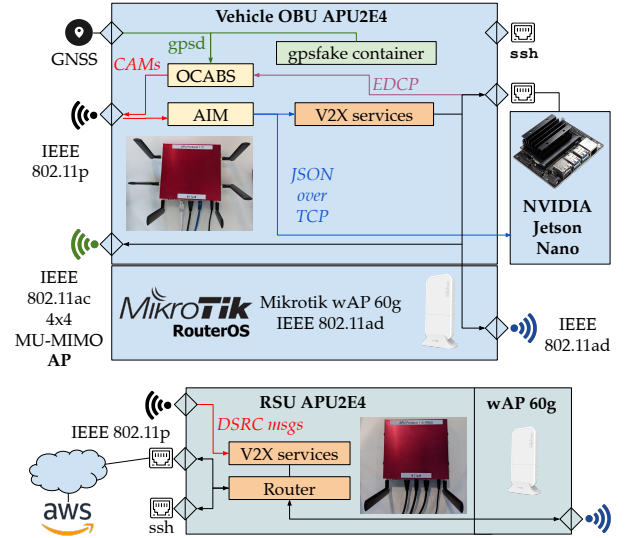 Vehicle OBU APU2E4
GNSS
gpsd
gpsfake container
ssh
CAMs
OCABS
EDCP
AIM
V2X services
IEEE
802.11p
JSON
over
TCP
NVIDIA
Jetson
Nano
IEEE
802.11ac
4x4
MU-MIMO
AP
MikroTik
RouterOS
Mikrotik wAP 60g
IEEE 802.11ad
IEEE
802.11ad
RSU APU2E4
wAP 60g
IEEE 802.11p
DSRC msgs
V2X services
Router
aws
ssh